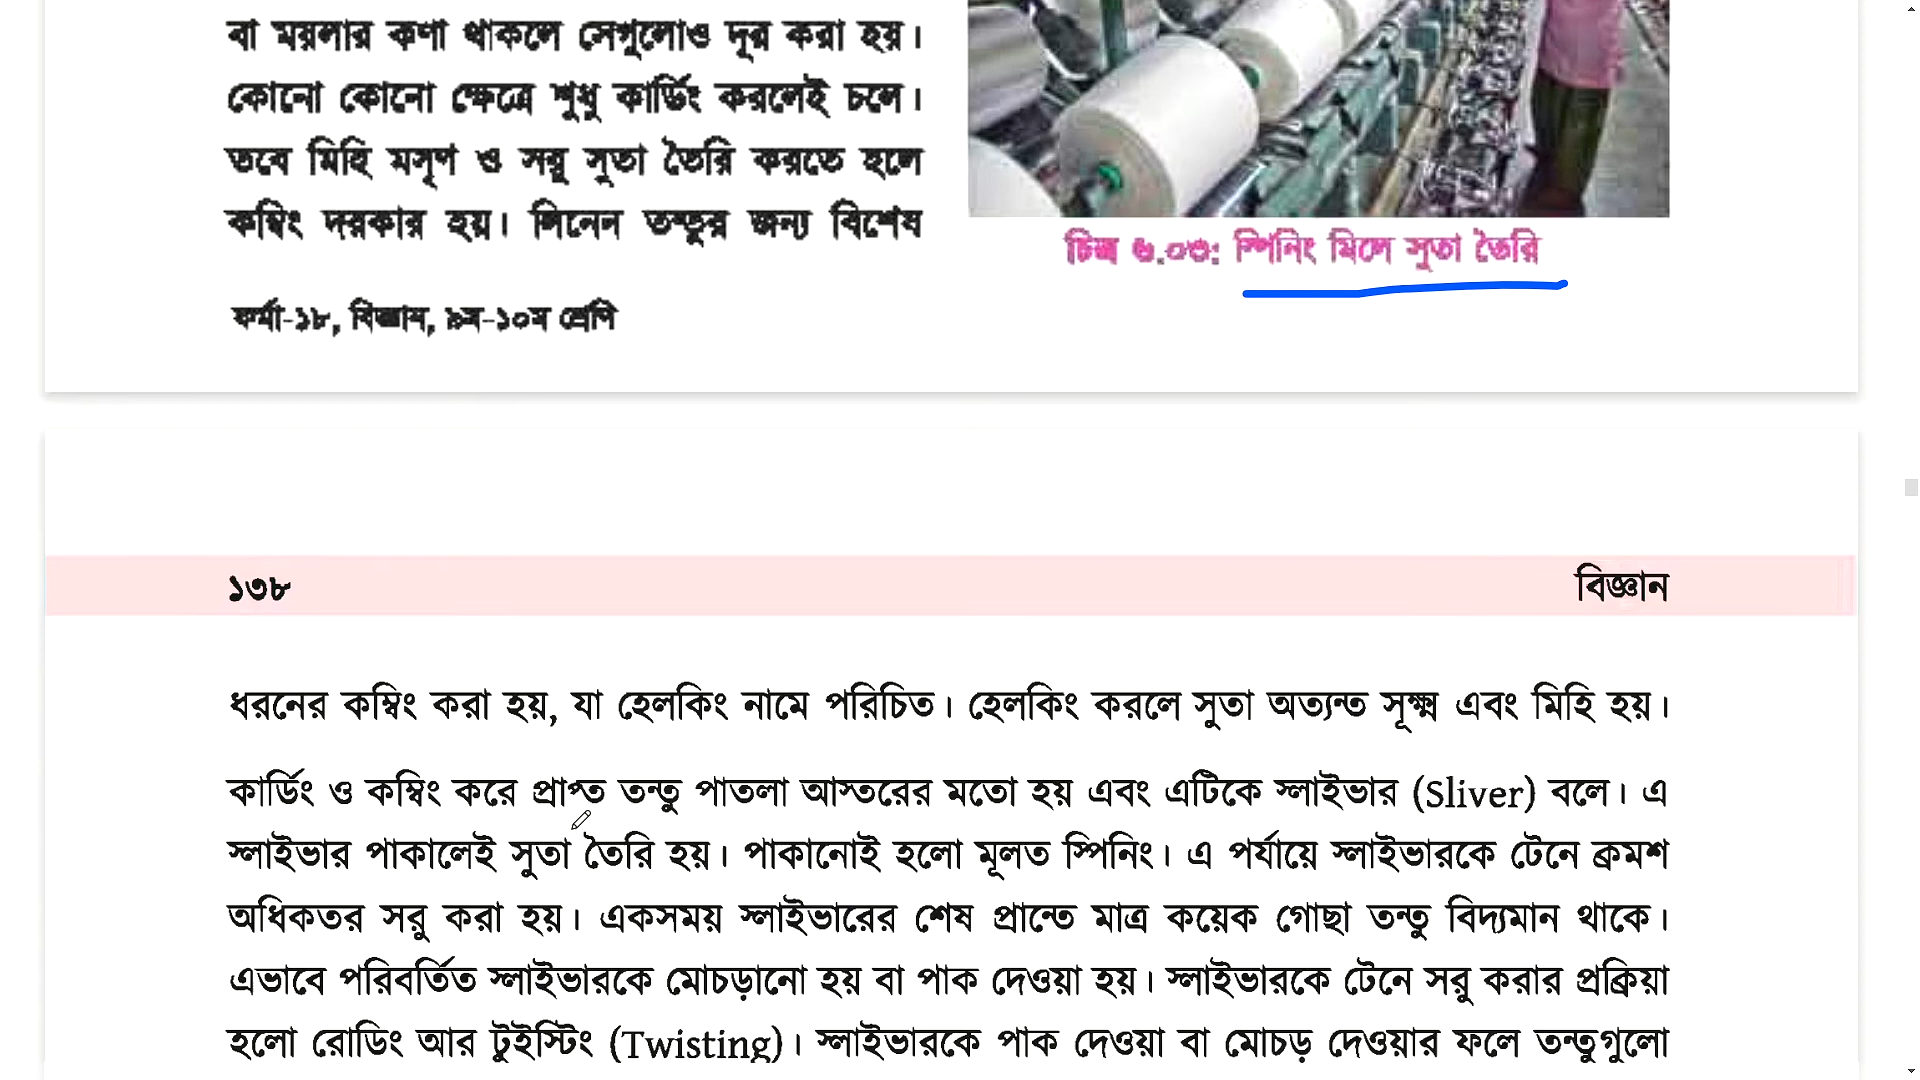 বা ময়লার কণা থাকলে সেগুলোও দূর করা হয়।
কোনো কোনো ক্ষেত্রে শুধু কার্ডিং করলেই চলে।
তবে মিহি মসৃণ ও সরু সুতা তৈরি করতে হলে
কম্বিং দরকার হয়। লিনেন তন্তুর জন্য বিশেষ
চিত্র ৬.০৩: স্পিনিং মিলে সুতা তৈরি
ফর্মা-১৮, বিজ্ঞান, ৯ম-১০ম শ্রেণি
১৩৮
বিজ্ঞান
ধরনের কম্বিং করা হয়, যা হেলকিং নামে পরিচিত। হেলকিং করলে সুতা অত্যন্ত সূক্ষ্ম এবং মিহি হয়।
কার্ডিং ও কম্বিং করে প্রাপ্ত তন্তু পাতলা আস্তরের মতো হয় এবং এটিকে স্লাইভার (Sliver) বলে। এ
স্লাইভার পাকালেই সুতা তৈরি হয়। পাকানোই হলো মূলত স্পিনিং। এ পর্যায়ে স্লাইভারকে টেনে ক্রমশ
অধিকতর সরু করা হয়। একসময় স্লাইভারের শেষ প্রান্তে মাত্র কয়েক গোছা তন্তু বিদ্যমান থাকে।
এভাবে পরিবর্তিত স্লাইভারকে মোচড়ানো হয় বা পাক দেওয়া হয়। স্লাইভারকে টেনে সরু করার প্রক্রিয়া
হলো রোডিং আর টুইস্টিং (Twisting)। স্লাইভারকে পাক দেওয়া বা মোচড় দেওয়ার ফলে তন্তুগুলো